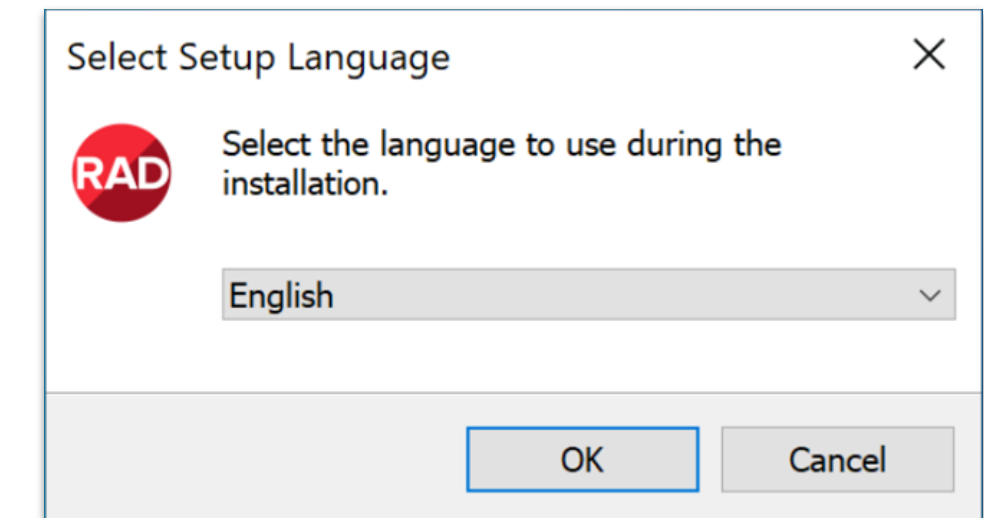 Select Setup Language
RAD
Select the language to use during the
installation.
English
OK
Cancel